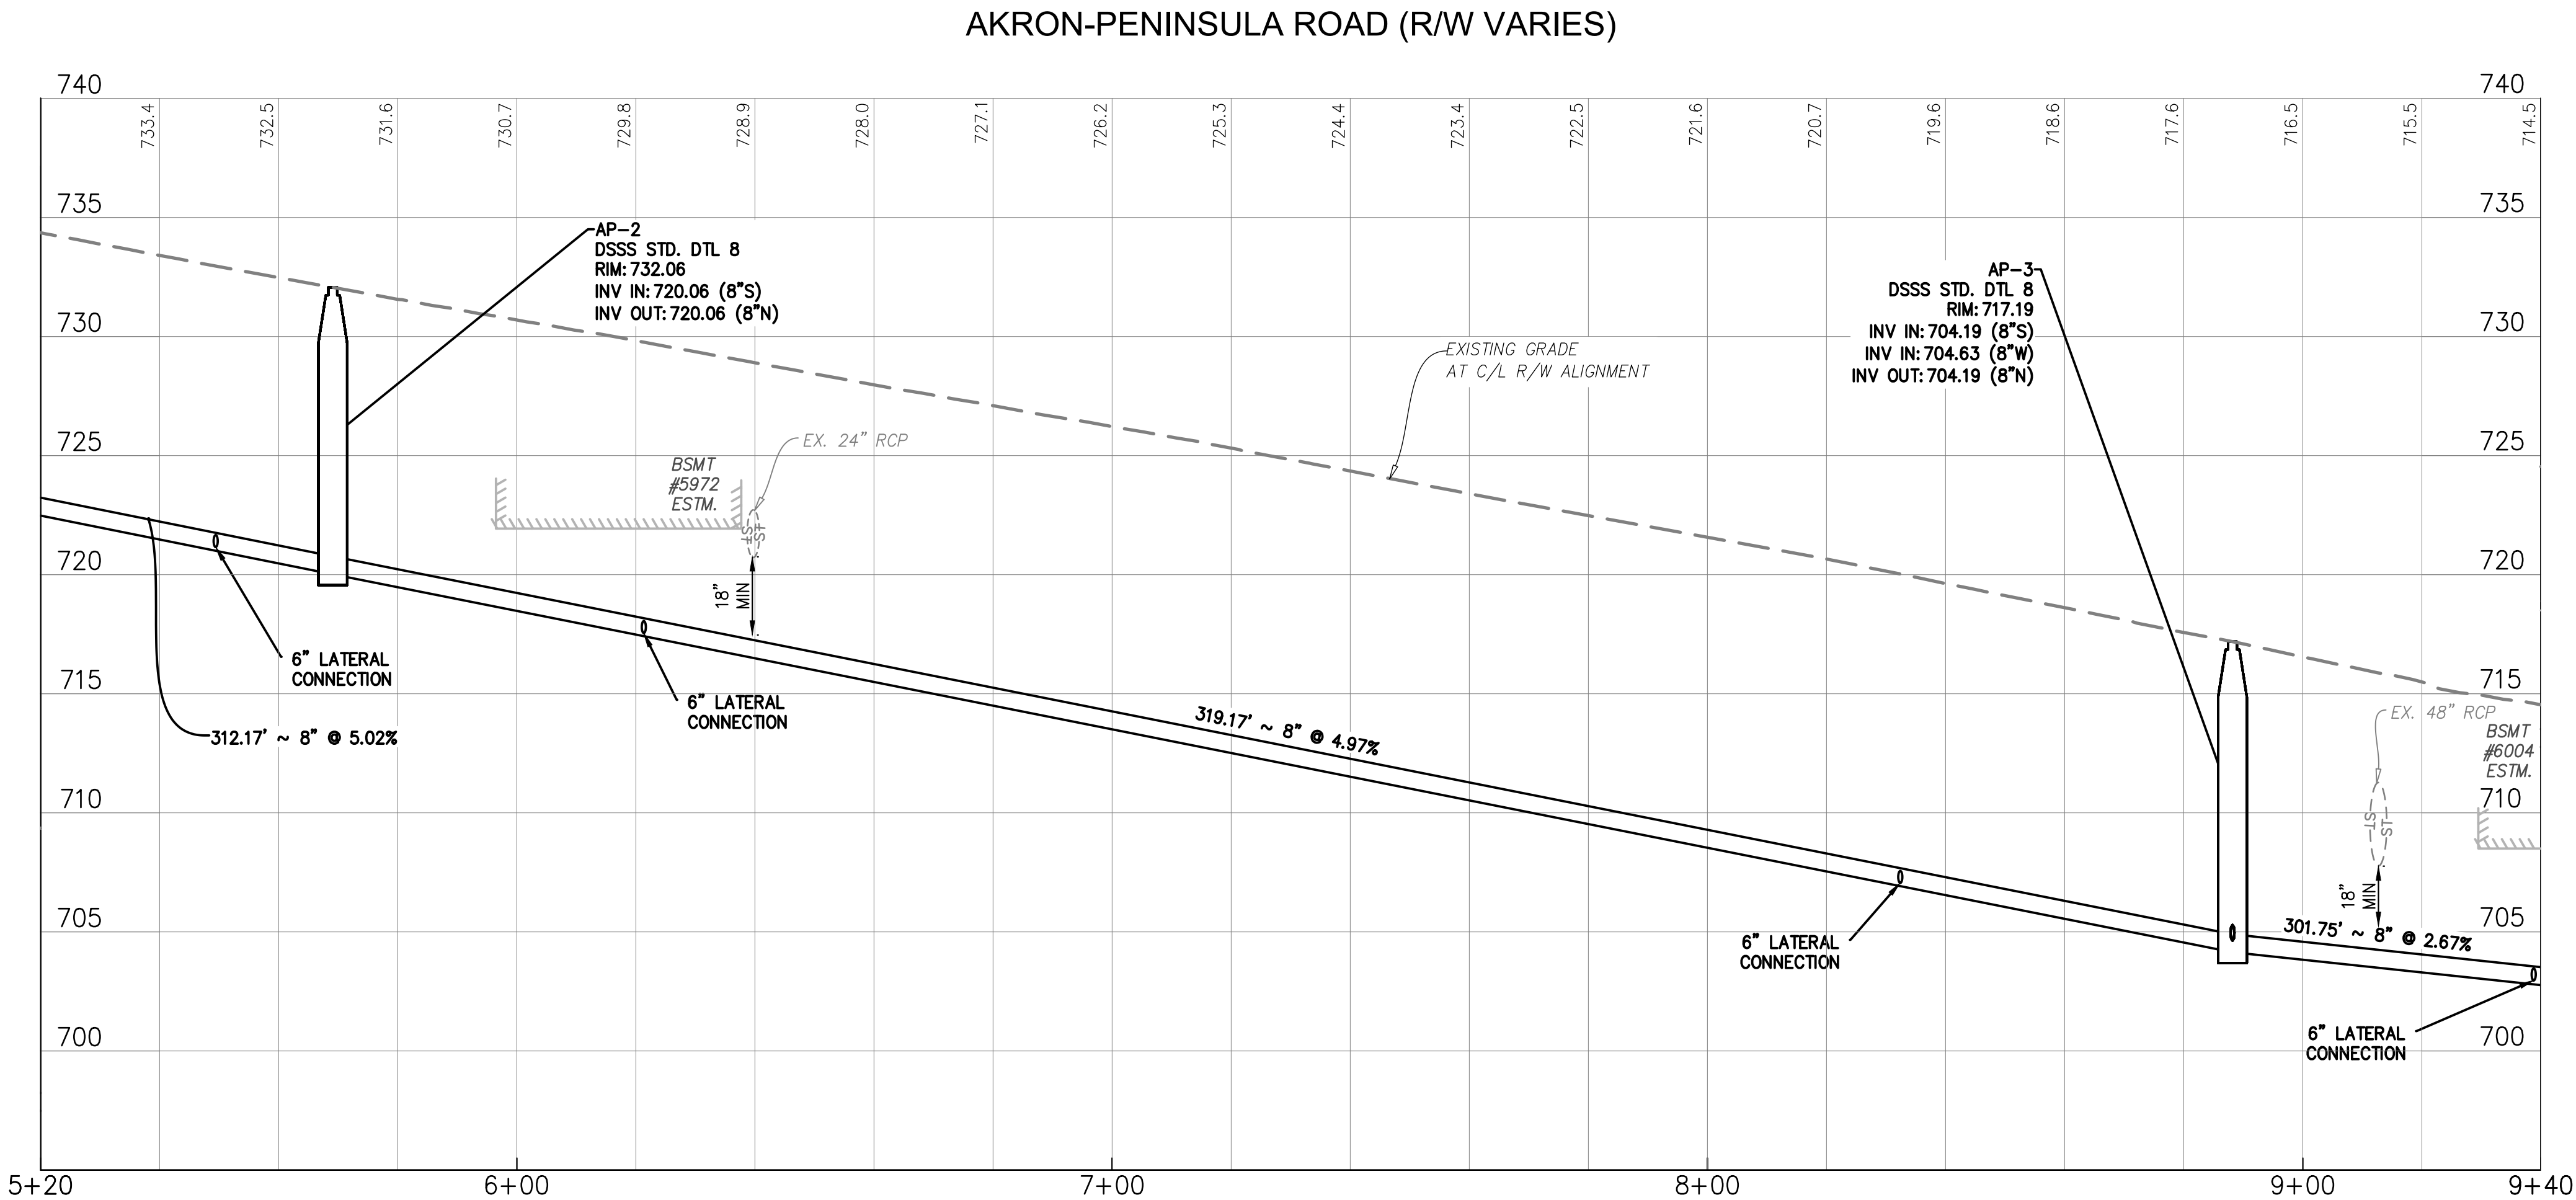 AKRON-PENINSULA ROAD (R/W VARIES)
740
733.4
732.5
731.6
730.7
729.8
728.9
728.0
727.1
726.2
725.3
724.4
723.4
722.5
721.6
720.7
719.6
718.6
717.6
716.5
715.5
714.5
740
735
735
AP-2
DSSS STD. DTL 8
RIM: 732.06
INV IN: 720.06 (8"S)
INV OUT: 720.06 (8"N)
AP-3
DSSS STD. DTL 8
RIM: 717.19
INV IN: 704.19 (8"S)
INV IN: 704.63 (8"W)
INV OUT: 704.19 (8"N)
730
730
EXISTING GRADE
AT C/L R/W ALIGNMENT
725
725
EX. 24" RCP
BSMT
#5972
ESTM.
ST
ST
720
720
18"
MIN
6" LATERAL
CONNECTION
715
715
6" LATERAL
CONNECTION
312.17' ~ 8" @ 5.02%
319.17' ~ 8" @ 4.97%
EX. 48" RCP
BSMT
#6004
ESTM.
710
710
ST
ST
18"
MIN
705
705
6" LATERAL
CONNECTION
301.75' ~ 8" @ 2.67%
700
700
6" LATERAL
CONNECTION
5+20
6+00
7+00
8+00
9+00
9+40